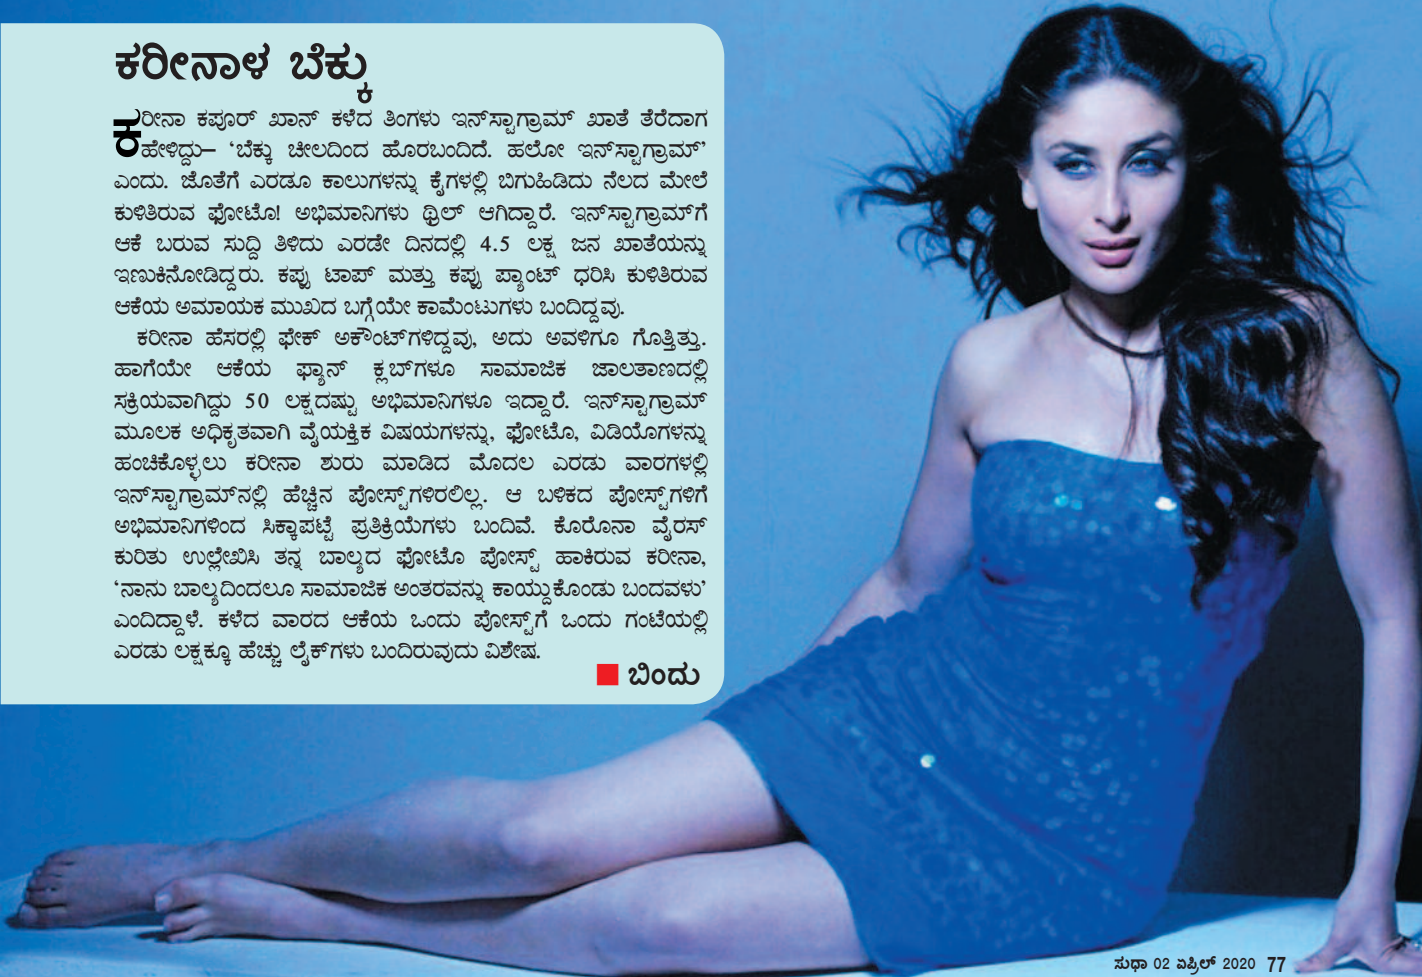 ಕರೀನಾಳ ಬೆಕ್ಕು
ಕರೀನಾ ಕಪೂರ್ ಖಾನ್ ಕಳೆದ ತಿಂಗಳು ಇನ್‌ಸ್ಟಾಗ್ರಾಮ್ ಖಾತೆ ತೆರೆದಾಗ
ಹೇಳಿದ್ದು– ‘ಬೆಕ್ಕು ಚೀಲದಿಂದ ಹೊರಬಂದಿದೆ. ಹಲೋ ಇನ್‌ಸ್ಟಾಗ್ರಾಮ್’
ಎಂದು. ಜೊತೆಗೆ ಎರಡೂ ಕಾಲುಗಳನ್ನು ಕೈಗಳಲ್ಲಿ ಬಿಗುಹಿಡಿದು ನೆಲದ ಮೇಲೆ
ಕುಳಿತಿರುವ ಫೋಟೊ! ಅಭಿಮಾನಿಗಳು ಥ್ರಿಲ್ ಆಗಿದ್ದಾರೆ. ಇನ್‌ಸ್ಟಾಗ್ರಾಮ್‌ಗೆ
ಆಕೆ ಬರುವ ಸುದ್ದಿ ತಿಳಿದು ಎರಡೇ ದಿನದಲ್ಲಿ 4.5 ಲಕ್ಷ ಜನ ಖಾತೆಯನ್ನು
ಇಣುಕಿನೋಡಿದ್ದರು. ಕಪ್ಪು ಟಾಪ್ ಮತ್ತು ಕಪ್ಪು ಪ್ಯಾಂಟ್ ಧರಿಸಿ ಕುಳಿತಿರುವ
ಆಕೆಯ ಅಮಾಯಕ ಮುಖದ ಬಗ್ಗೆಯೇ ಕಾಮೆಂಟುಗಳು ಬಂದಿದ್ದವು.
ಕರೀನಾ ಹೆಸರಲ್ಲಿ ಫೇಕ್ ಅಕೌಂಟ್‌ಗಳಿದ್ದವು, ಅದು ಅವಳಿಗೂ ಗೊತ್ತಿತ್ತು.
ಹಾಗೆಯೇ ಆಕೆಯ ಫ್ಯಾನ್ ಕ್ಲಬ್‌ಗಳೂ ಸಾಮಾಜಿಕ ಜಾಲತಾಣದಲ್ಲಿ
ಸಕ್ರಿಯವಾಗಿದ್ದು 50 ಲಕ್ಷದಷ್ಟು ಅಭಿಮಾನಿಗಳೂ ಇದ್ದಾರೆ. ಇನ್‌ಸ್ಟಾಗ್ರಾಮ್
ಮೂಲಕ ಅಧಿಕೃತವಾಗಿ ವೈಯಕ್ತಿಕ ವಿಷಯಗಳನ್ನು, ಫೋಟೊ, ವಿಡಿಯೊಗಳನ್ನು
ಹಂಚಿಕೊಳ್ಳಲು ಕರೀನಾ ಶುರು ಮಾಡಿದ ಮೊದಲ ಎರಡು ವಾರಗಳಲ್ಲಿ
ಇನ್‌ಸ್ಟಾಗ್ರಾಮ್‌ನಲ್ಲಿ ಹೆಚ್ಚಿನ ಪೋಸ್ಟ್‌ಗಳಿರಲಿಲ್ಲ. ಆ ಬಳಿಕದ ಪೋಸ್ಟ್‌ಗಳಿಗೆ
ಅಭಿಮಾನಿಗಳಿಂದ ಸಿಕ್ಕಾಪಟ್ಟೆ ಪ್ರತಿಕ್ರಿಯೆಗಳು ಬಂದಿವೆ. ಕೊರೊನಾ ವೈರಸ್
ಕುರಿತು ಉಲ್ಲೇಖಿಸಿ ತನ್ನ ಬಾಲ್ಯದ ಫೋಟೊ ಪೋಸ್ಟ್ ಹಾಕಿರುವ ಕರೀನಾ,
‘ನಾನು ಬಾಲ್ಯದಿಂದಲೂ ಸಾಮಾಜಿಕ ಅಂತರವನ್ನು ಕಾಯ್ದುಕೊಂಡು ಬಂದವಳು’
ಎಂದಿದ್ದಾಳೆ. ಕಳೆದ ವಾರದ ಆಕೆಯ ಒಂದು ಪೋಸ್ಟ್‌ಗೆ ಒಂದು ಗಂಟೆಯಲ್ಲಿ
ಎರಡು ಲಕ್ಷಕ್ಕೂ ಹೆಚ್ಚು ಲೈಕ್‌ಗಳು ಬಂದಿರುವುದು ವಿಶೇಷ.
ಬಿಂದು
ಸುಧಾ 02 ಏಪ್ರಿಲ್ 2020 77